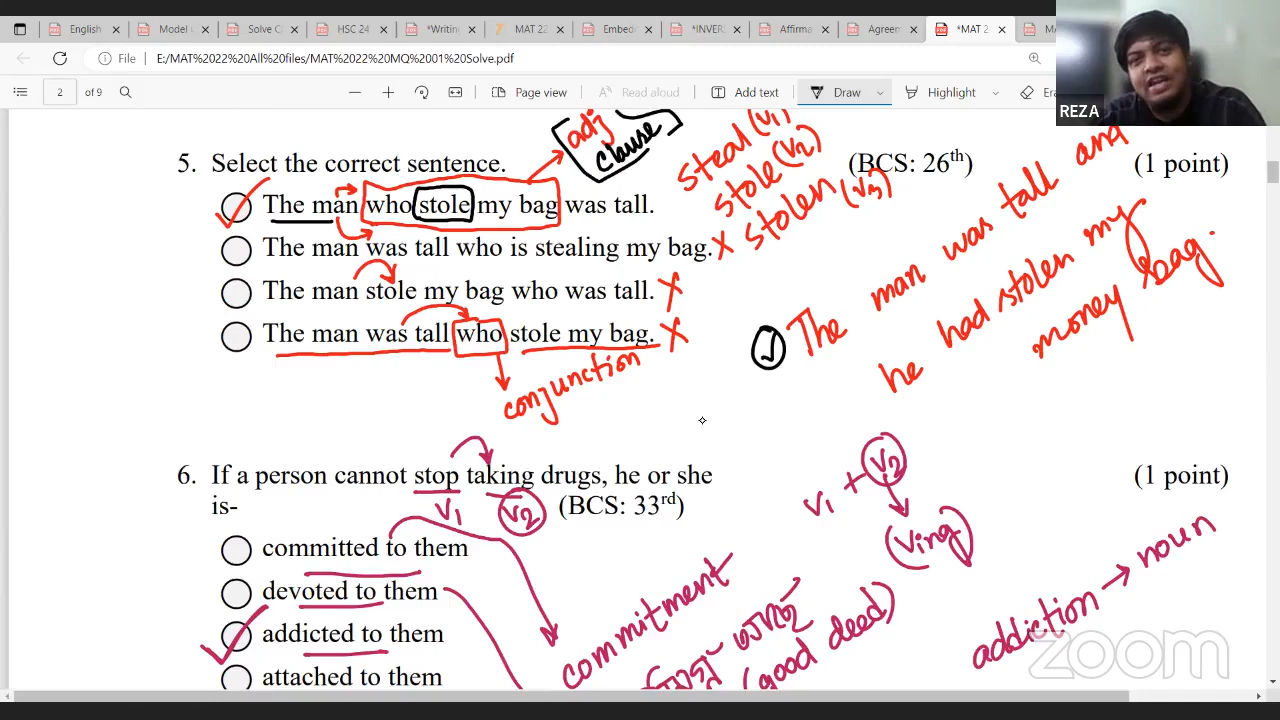 English
Model
Solve C
HSC 24
*Writing
MAT 22
Embed
*INVER
Affirma
Agreem
*MAT 2
File E:/MAT%2022%20All%20files/MAT%2022%20MQ%2001%20Solve.pdf
2 of 9
Page view
Read aloud
Add text
Draw
Highlight
Era
REZA
5. Select the correct sentence. (BCS: 26th) (1 point)
The man who stole my bag was tall.
The man was tall who is stealing my bag.
The man stole my bag who was tall.
The man was tall who stole my bag.
adj
clause
steal (v1)
stole (v2)
stolen (v3)
conjunction
The man was tall and
he had stolen my
money bag.
6. If a person cannot stop taking drugs, he or she (1 point)
is- (BCS: 33rd)
v1
v2
v1 + v2
(ving)
committed to them
devoted to them
addicted to them
attached to them
commitment
(good deed)
addiction → noun
zoom